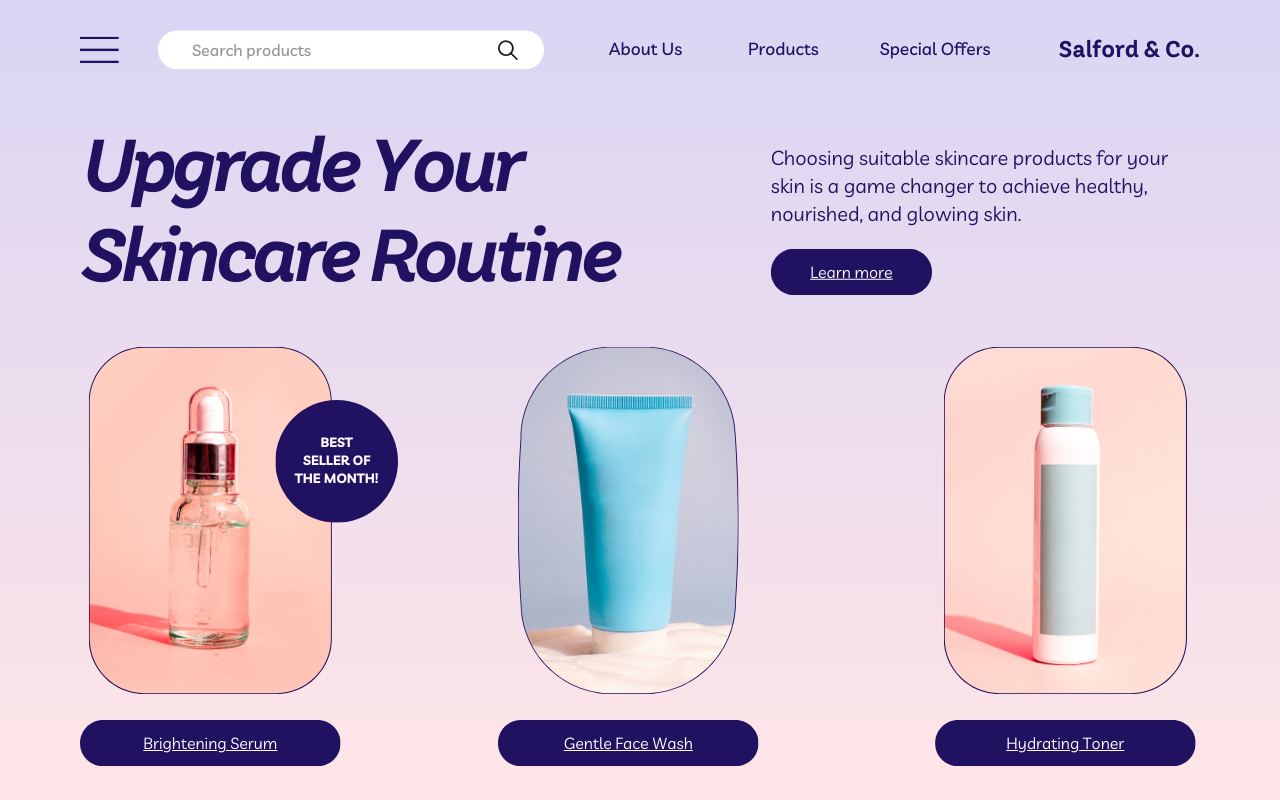 Search products
About Us
Products
Special Offers
Salford & Co.
Upgrade Your
Skincare Routine
Choosing suitable skincare products for your
skin is a game changer to achieve healthy,
nourished, and glowing skin.
Learn more
BEST
SELLER OF
THE MONTH!
Brightening Serum
Gentle Face Wash
Hydrating Toner